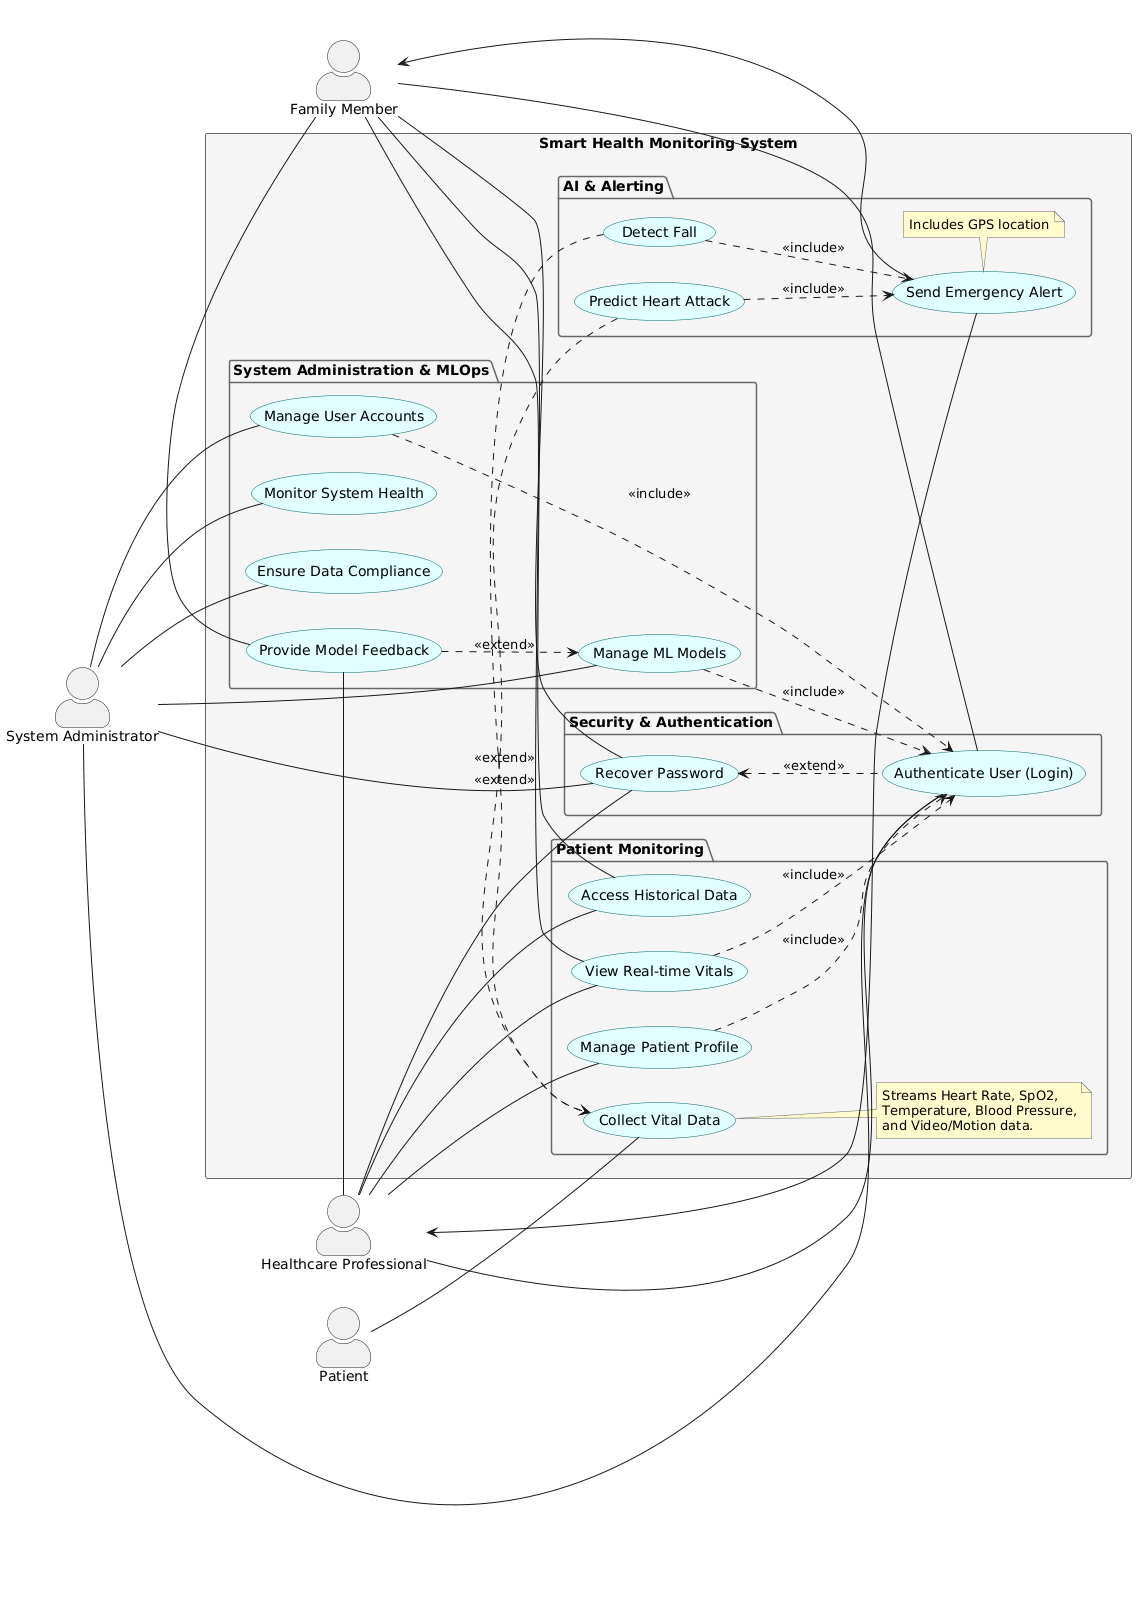 Family Member
Smart Health Monitoring System
AI & Alerting
Includes GPS location
Detect Fall
«include»
Send Emergency Alert
«include»
Predict Heart Attack
System Administration & MLOps
Manage User Accounts
Monitor System Health
«include»
Ensure Data Compliance
Provide Model Feedback
«extend»
Manage ML Models
«include»
System Administrator
Security & Authentication
«extend»
Recover Password
«extend»
Authenticate User (Login)
«extend»
Patient Monitoring
«include»
Access Historical Data
«include»
View Real-time Vitals
Manage Patient Profile
Streams Heart Rate, SpO2,
Temperature, Blood Pressure,
and Video/Motion data.
Collect Vital Data
Healthcare Professional
Patient